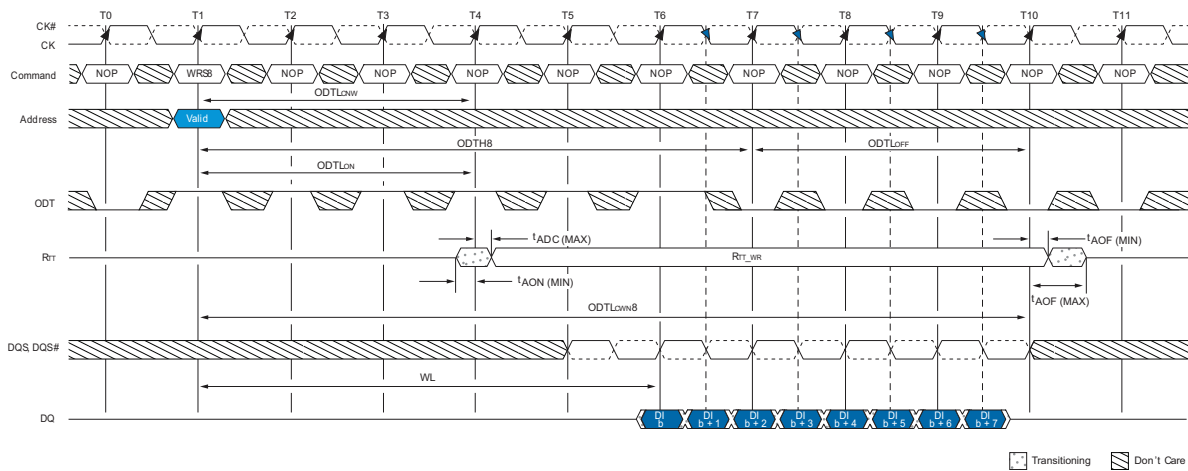 T0 T1 T2 T3 T4 T5 T6 T7 T8 T9 T10 T11
CK#
CK
Command NOP WRS8 NOP NOP NOP NOP NOP NOP NOP NOP NOP NOP
ODTLCNW
Address Valid
ODTH8 ODTLOFF
ODTLON
ODT
tADC (MAX) tAOF (MIN)
RTT RTT_WR
tAON (MIN)
tAOF (MAX)
ODTLCWN8
DQS, DQS#
WL
DQ DI b DI b + 1 DI b + 2 DI b + 3 DI b + 4 DI b + 5 DI b + 6 DI b + 7
Transitioning Don't Care